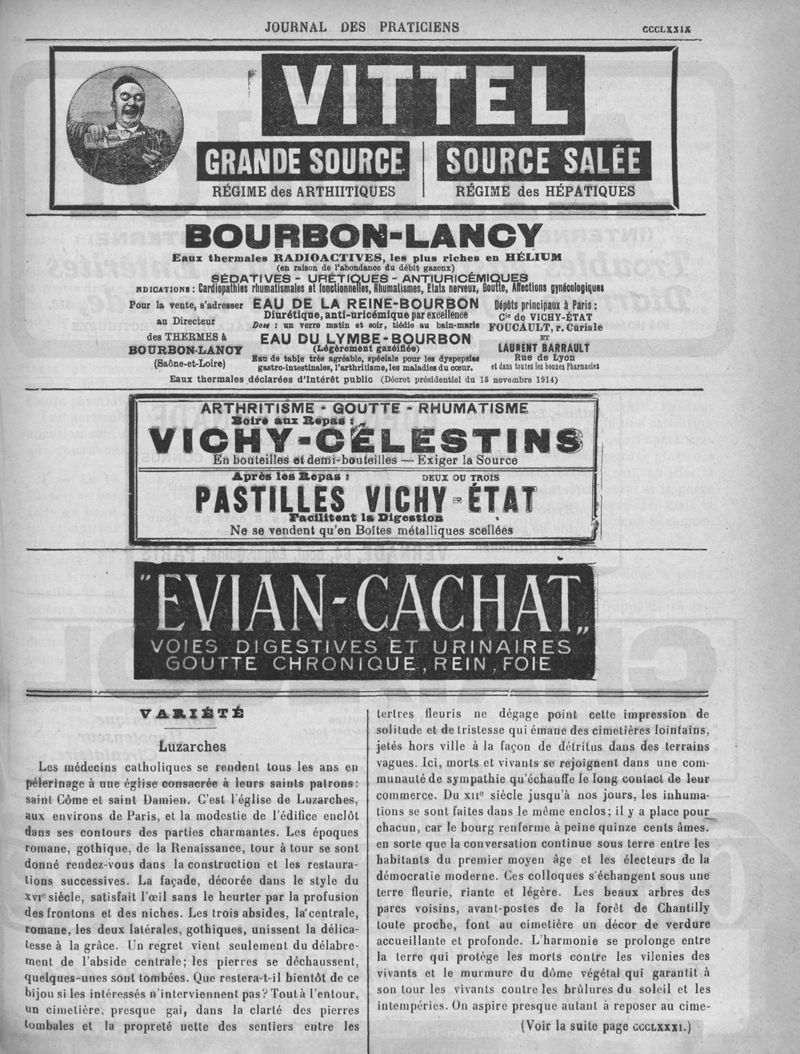 JOURNAL DES PRATICIENS
CCCLXXIX
VITTEL
GRANDE SOURCE
RÉGIME des ARTHIITIQUES
SOURCE SALÉE
RÉGIME des HÉPATIQUES
BOURBON-LANCY
Eaux thermales RADIOACTIVES, les plus riches en HÉLIUM
(en raison de l'abondance du débit gazeux)
SÉDATIVES - URÉTIQUES - ANTIURICÉMIQUES
NDICATIONS : Cardiopathies rhumatismales et fonctionnelles, Rhumatismes, Etats nerveux, Goutte, Affections gynécologiques
Pour la vente, s'adresser
au Directeur
des THERMES à
BOURBON-LANCY
(Saône-et-Loire)
EAU DE LA REINE-BOURBON
Diurétique, anti-uricémique par excellence
Dose : un verre matin et soir, tiédie au bain-marie
EAU DU LYMBE-BOURBON
(Légèrement gazéifiée)
Eau de table très agréable, spéciale pour les dyspepsies
gastro-intestinales, l'arthritisme, les maladies du cœur.
Dépôts principaux à Paris :
Cie de VICHY-ÉTAT
FOUCAULT, r. Curiale
ET
LAURENT BARRAULT
Rue de Lyon
et dans toutes les bonnes Pharmacies
Eaux thermales déclarées d'Intérêt public (Décret présidentiel du 15 novembre 1914)
ARTHRITISME - GOUTTE - RHUMATISME
Boire aux Repas :
VICHY-CÉLESTINS
En bouteilles et demi-bouteilles — Exiger la Source
Après les Repas : DEUX OU TROIS
PASTILLES VICHY-ÉTAT
Facilitent la Digestion
Ne se vendent qu'en Boîtes métalliques scellées
"EVIAN-CACHAT„
VOIES DIGESTIVES ET URINAIRES
GOUTTE CHRONIQUE, REIN, FOIE
VARIÉTÉ
Luzarches
Les médecins catholiques se rendent tous les ans en
pélerinage à une église consacrée à leurs saints patrons :
saint Côme et saint Damien. C'est l'église de Luzarches,
aux environs de Paris, et la modestie de l'édifice enclôt
dans ses contours des parties charmantes. Les époques
romane, gothique, de la Renaissance, tour à tour se sont
donné rendez-vous dans la construction et les restaura-
tions successives. La façade, décorée dans le style du
XVIe siècle, satisfait l'œil sans le heurter par la profusion
des frontons et des niches. Les trois absides, la centrale,
romane, les deux latérales, gothiques, unissent la délica-
tesse à la grâce. Un regret vient seulement du délabre-
ment de l'abside centrale ; les pierres se déchaussent,
quelques-unes sont tombées. Que restera-t-il bientôt de ce
bijou si les intéressés n'interviennent pas ? Tout à l'entour,
un cimetière, presque gai, dans la clarté des pierres
tombales et la propreté nette des sentiers entre les
tertres fleuris ne dégage point cette impression de
solitude et de tristesse qui émane des cimetières lointains,
jetés hors ville à la façon de détritus dans des terrains
vagues. Ici, morts et vivants se rejoignent dans une com-
munauté de sympathie qu'échauffe le long contact de leur
commerce. Du XIIe siècle jusqu'à nos jours, les inhuma-
tions se sont faites dans le même enclos ; il y a place pour
chacun, car le bourg renferme à peine quinze cents âmes.
en sorte que la conversation continue sous terre entre les
habitants du premier moyen âge et les électeurs de la
démocratie moderne. Ces colloques s'échangent sous une
terre fleurie, riante et légère. Les beaux arbres des
parcs voisins, avant-postes de la forêt de Chantilly
toute proche, font au cimetière un décor de verdure
accueillante et profonde. L'harmonie se prolonge entre
la terre qui protège les morts contre les vilenies des
vivants et le murmure du dôme végétal qui garantit à
son tour les vivants contre les brûlures du soleil et les
intempéries. On aspire presque autant à reposer au cime-
(Voir la suite page CCCLXXXI.)